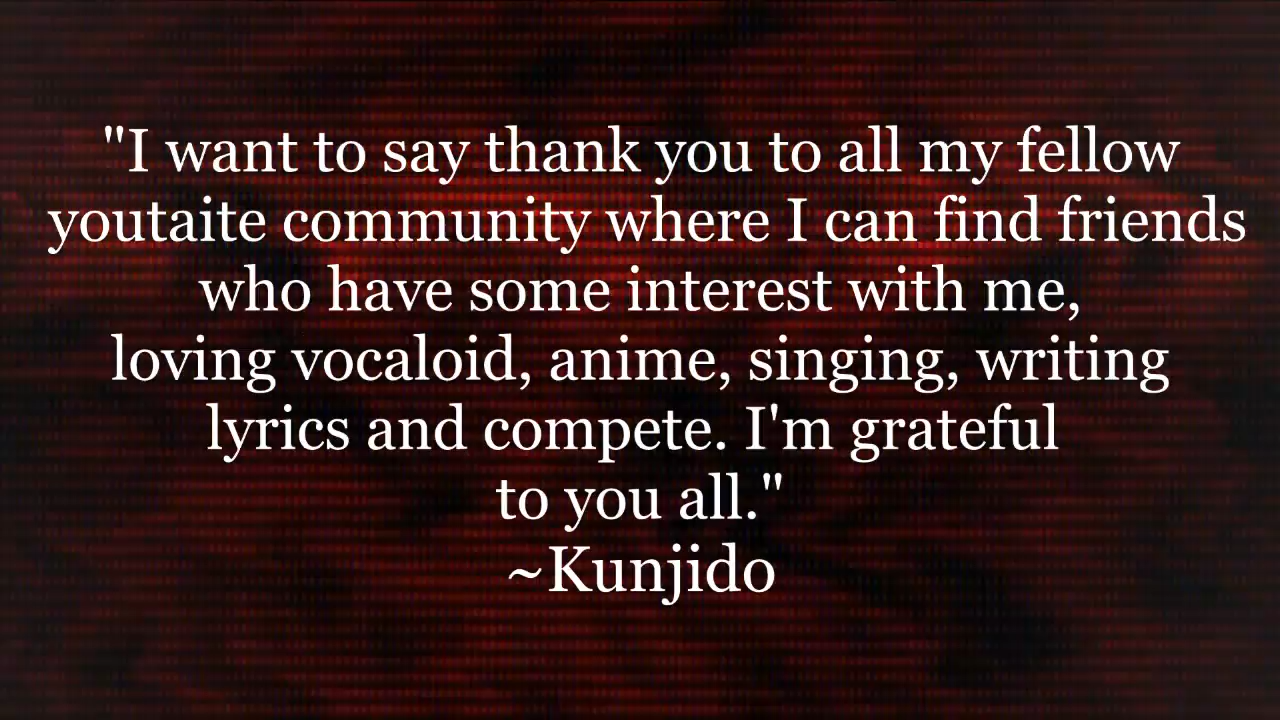 "I want to say thank you to all my fellow
youtaite community where I can find friends
who have some interest with me,
loving vocaloid, anime, singing, writing
lyrics and compete. I'm grateful
to you all."
~Kunjido